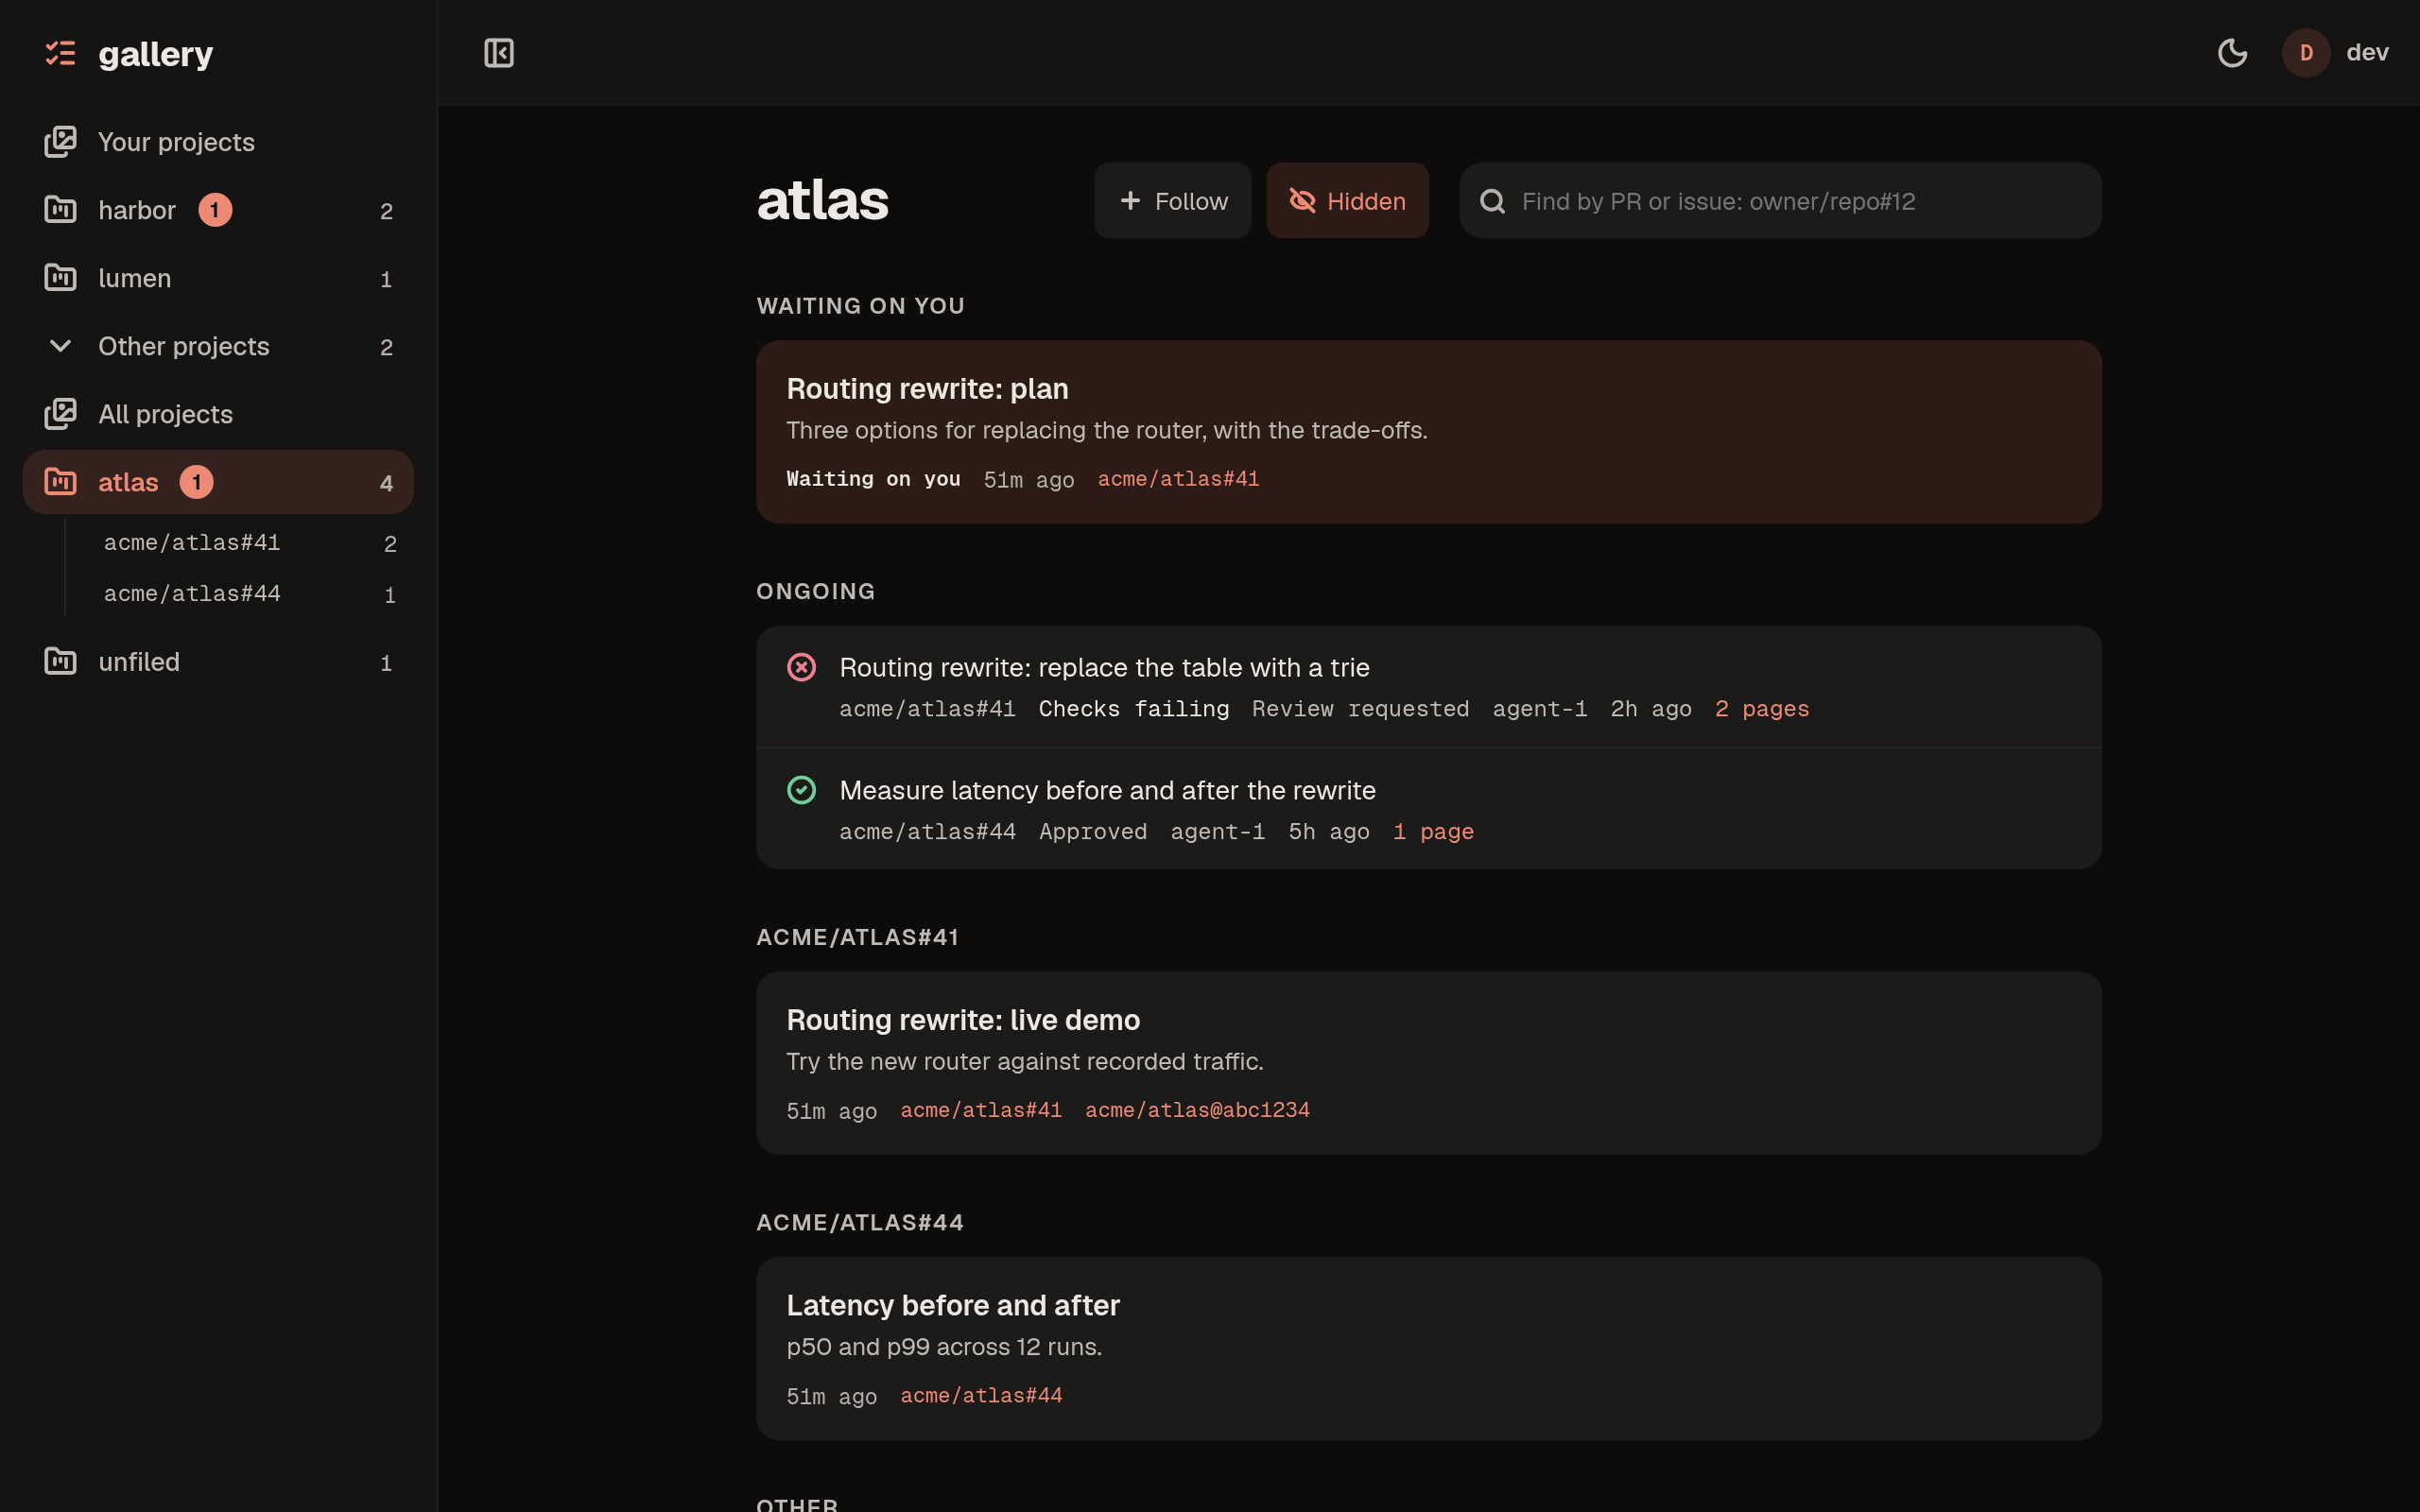 gallery
D dev
Your projects
harbor 1 2
lumen 1
Other projects 2
All projects
atlas 1 4
acme/atlas#41 2
acme/atlas#44 1
unfiled 1
atlas
Follow
Hidden
Find by PR or issue: owner/repo#12
WAITING ON YOU
Routing rewrite: plan
Three options for replacing the router, with the trade-offs.
Waiting on you 51m ago acme/atlas#41
ONGOING
Routing rewrite: replace the table with a trie
acme/atlas#41 Checks failing Review requested agent-1 2h ago 2 pages
Measure latency before and after the rewrite
acme/atlas#44 Approved agent-1 5h ago 1 page
ACME/ATLAS#41
Routing rewrite: live demo
Try the new router against recorded traffic.
51m ago acme/atlas#41 acme/atlas@abc1234
ACME/ATLAS#44
Latency before and after
p50 and p99 across 12 runs.
51m ago acme/atlas#44
OTHER